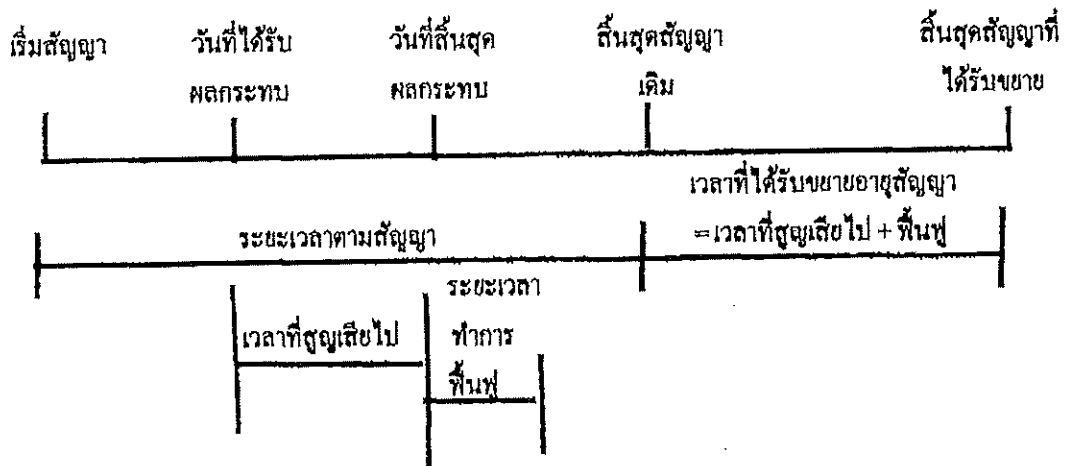 เริ่มสัญญา
วันที่ได้รับ
ผลกระทบ
วันที่สิ้นสุด
ผลกระทบ
สิ้นสุดสัญญา
เดิม
สิ้นสุดสัญญาที่
ได้รับขยาย
เวลาที่ได้รับขยายอายุสัญญา
=เวลาที่สูญเสียไป + ฟื้นฟู
ระยะเวลาตามสัญญา
ระยะเวลา
ทำการ
ฟื้นฟู
เวลาที่สูญเสียไป